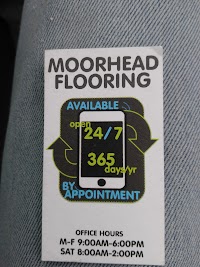 MOORHEAD
FLOORING
AVAILABLE
open
24/7
365
days/yr
BY
APPOINTMENT
OFFICE HOURS
M-F 9:00AM-6:00PM
SAT 8:00AM-2:00PM